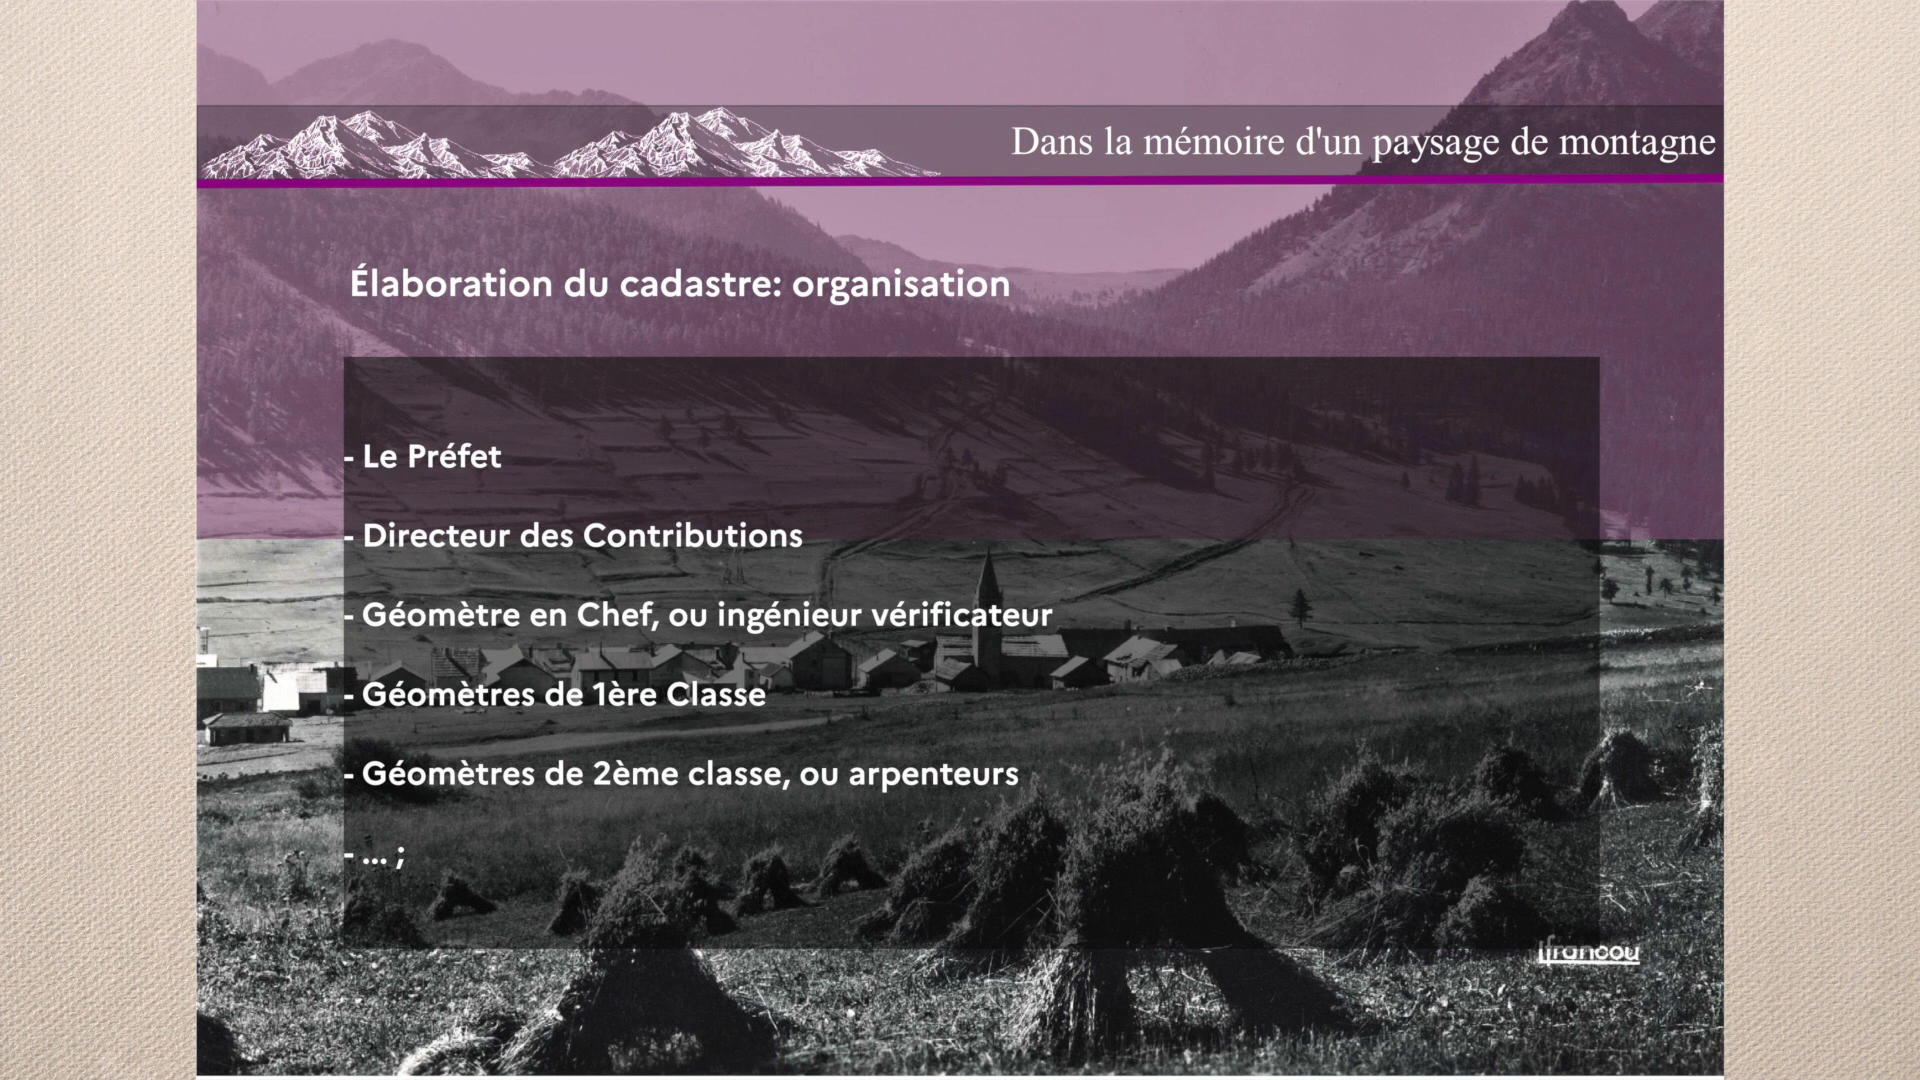 Dans la mémoire d'un paysage de montagne
Élaboration du cadastre: organisation
- Le Préfet
- Directeur des Contributions
- Géomètre en Chef, ou ingénieur vérificateur
- Géomètres de 1ère Classe
- Géomètres de 2ème classe, ou arpenteurs
- ... ;
lfrancou